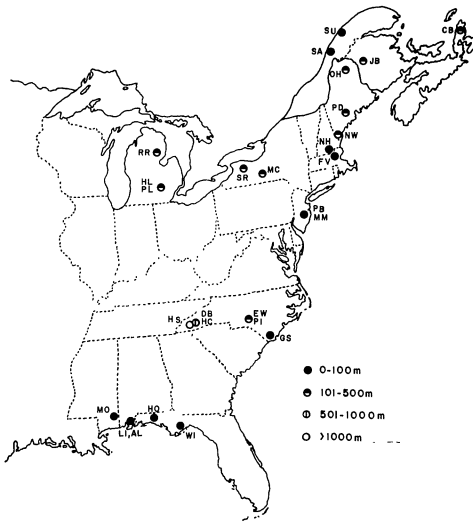 SU
CB
SA
JB
OH
PD
NW
NH
FV
RR
MC
SR
HL
PL
PB
MM
DB
HS
HC
EW
PI
GS
0-100m
101-500m
MO
HQ
501-1000m
LI, AL
WI
>1000m